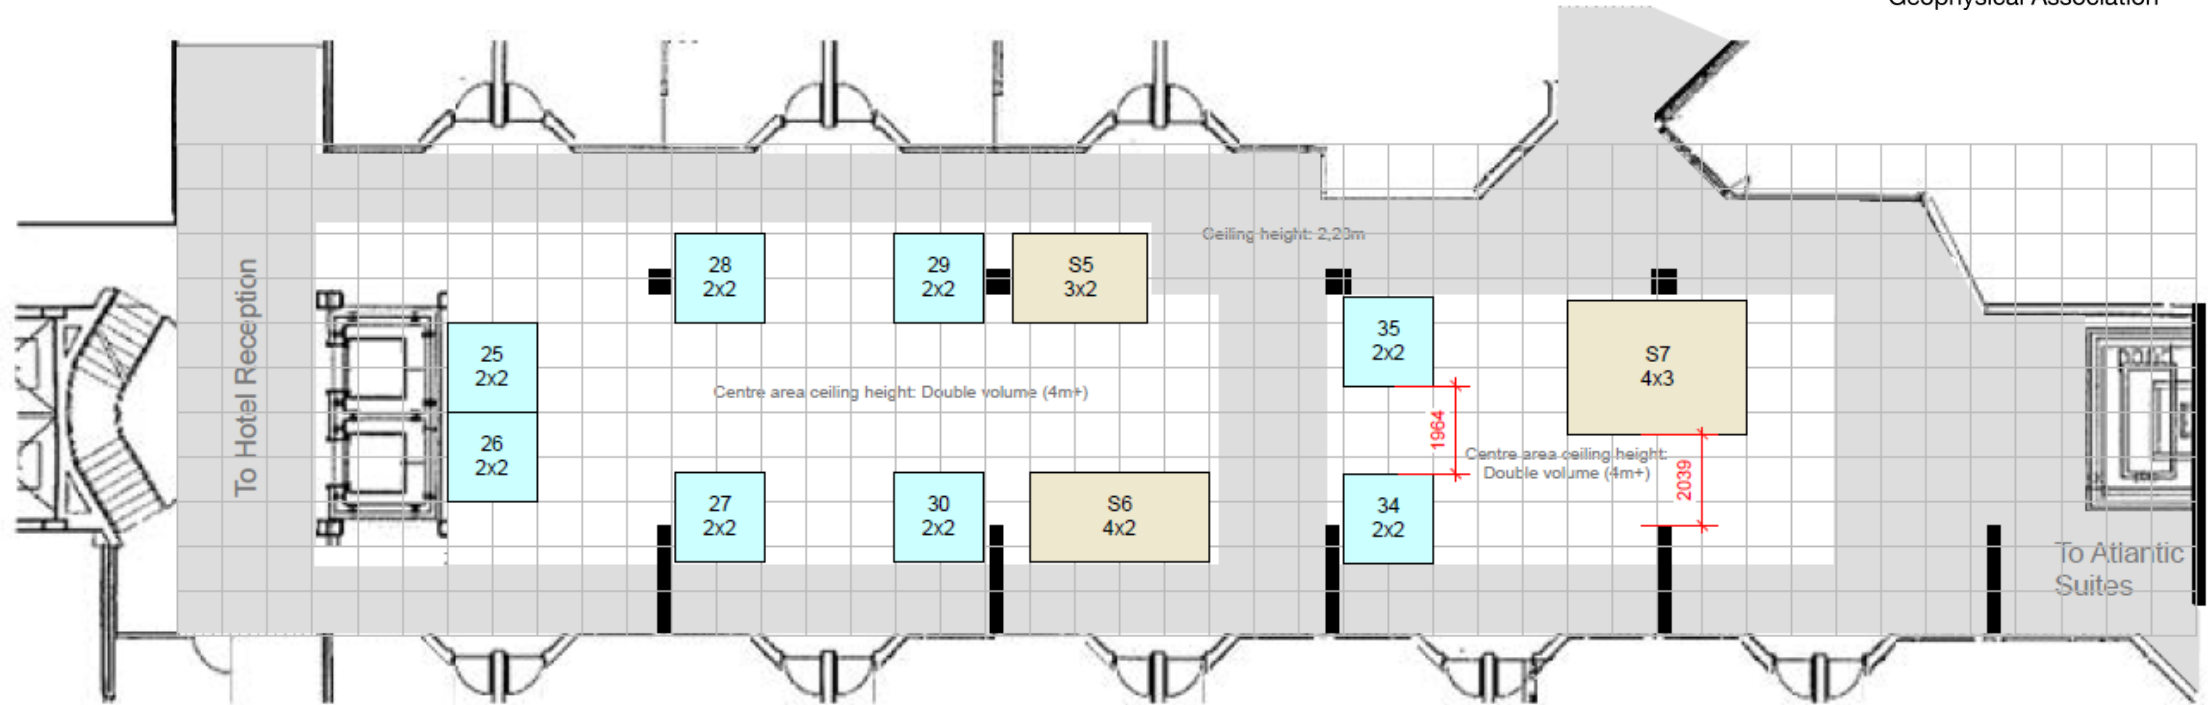 Geophysical Association
Ceiling height: 2,20m
28
2x2
29
2x2
S5
3x2
To Hotel Reception
25
2x2
35
2x2
S7
4x3
Centre area ceiling height: Double volume (4m+)
1964
26
2x2
Centre area ceiling height:
Double volume (4m+)
2039
27
2x2
30
2x2
S6
4x2
34
2x2
To Atlantic
Suites